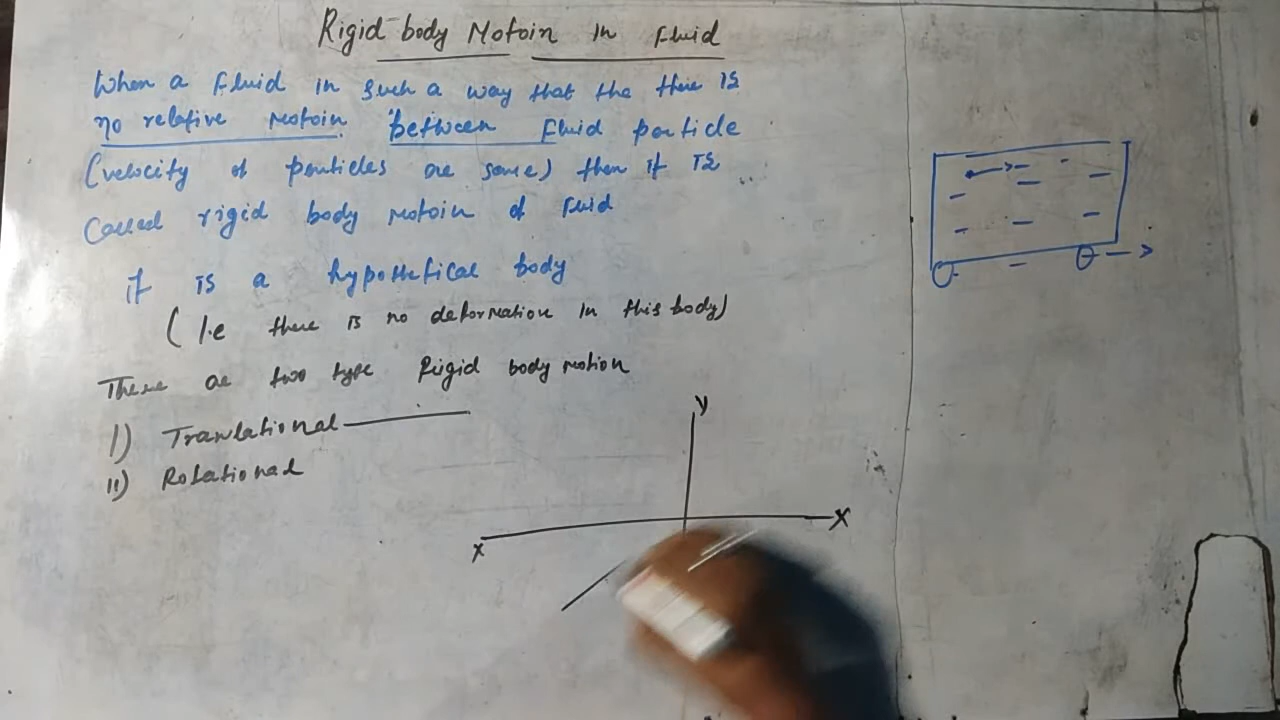 Rigid body Motoin in Fluid
When a Fluid in such a way that the there is
no relative motoin between Fluid particle
(velocity of particles are same) then it is
Called rigid body motoin of Fluid
it is a hypothetical body
(I.e there is no deformation in this body)
There are two type Rigid body motion
I) Translational
II) Rotational
y
x
x